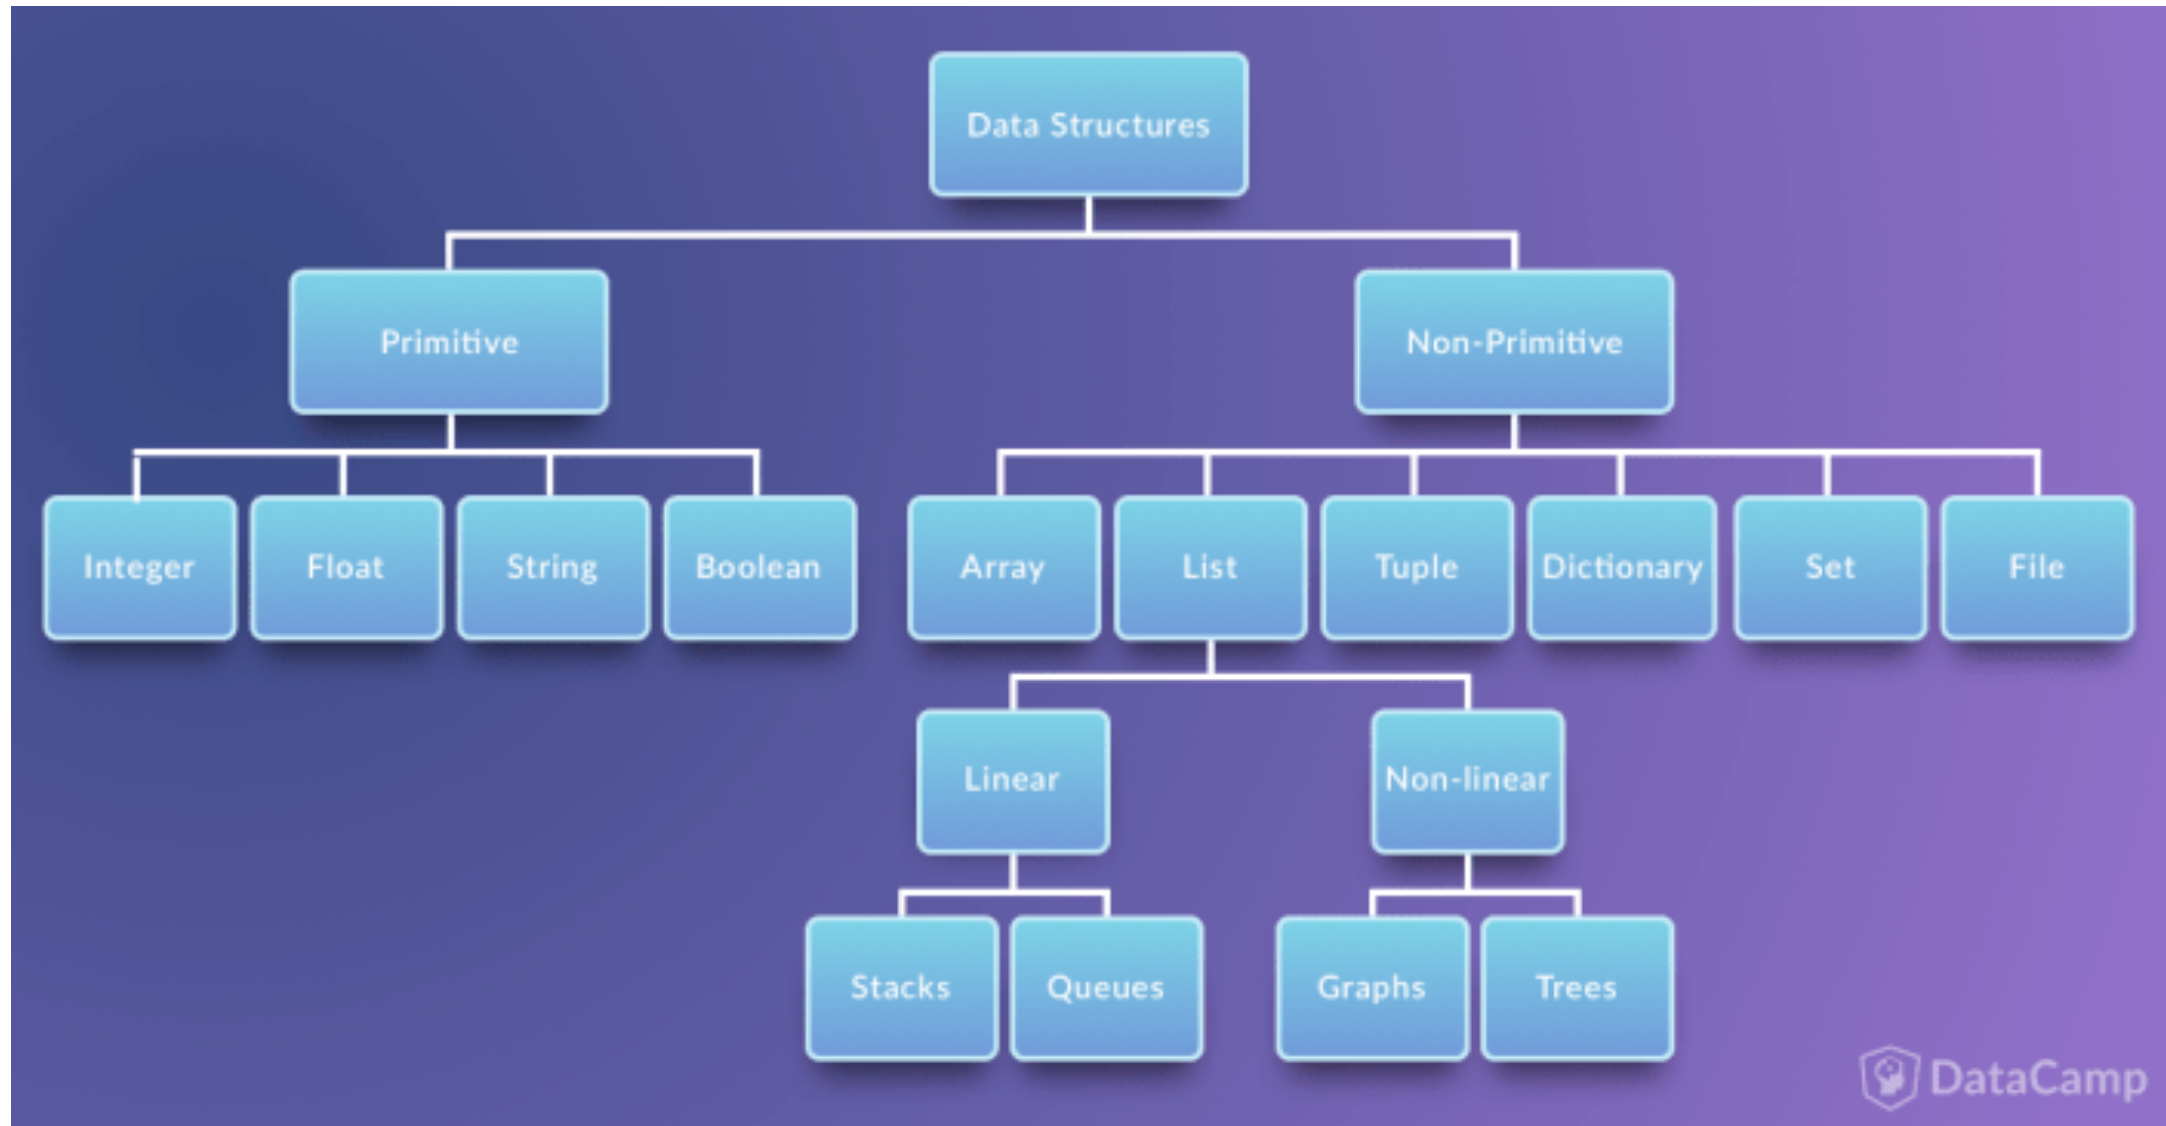 Data Structures
Primitive
Non-Primitive
Integer
Float
String
Boolean
Array
List
Tuple
Dictionary
Set
File
Linear
Non-linear
Stacks
Queues
Graphs
Trees
DataCamp